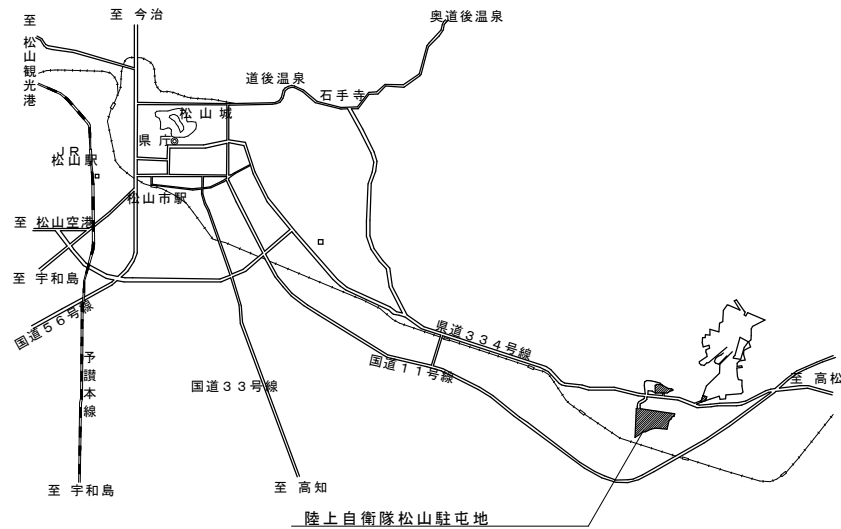 至 今治
奥道後温泉
至 松山観光港
道後温泉
石手寺
松山城
県庁◎
JR
松山駅
松山市駅
至 松山空港
至 宇和島
国道56号線
予讃本線
国道33号線
県道334号線
国道11号線
至 高松
至 宇和島
至 高知
陸上自衛隊松山駐屯地